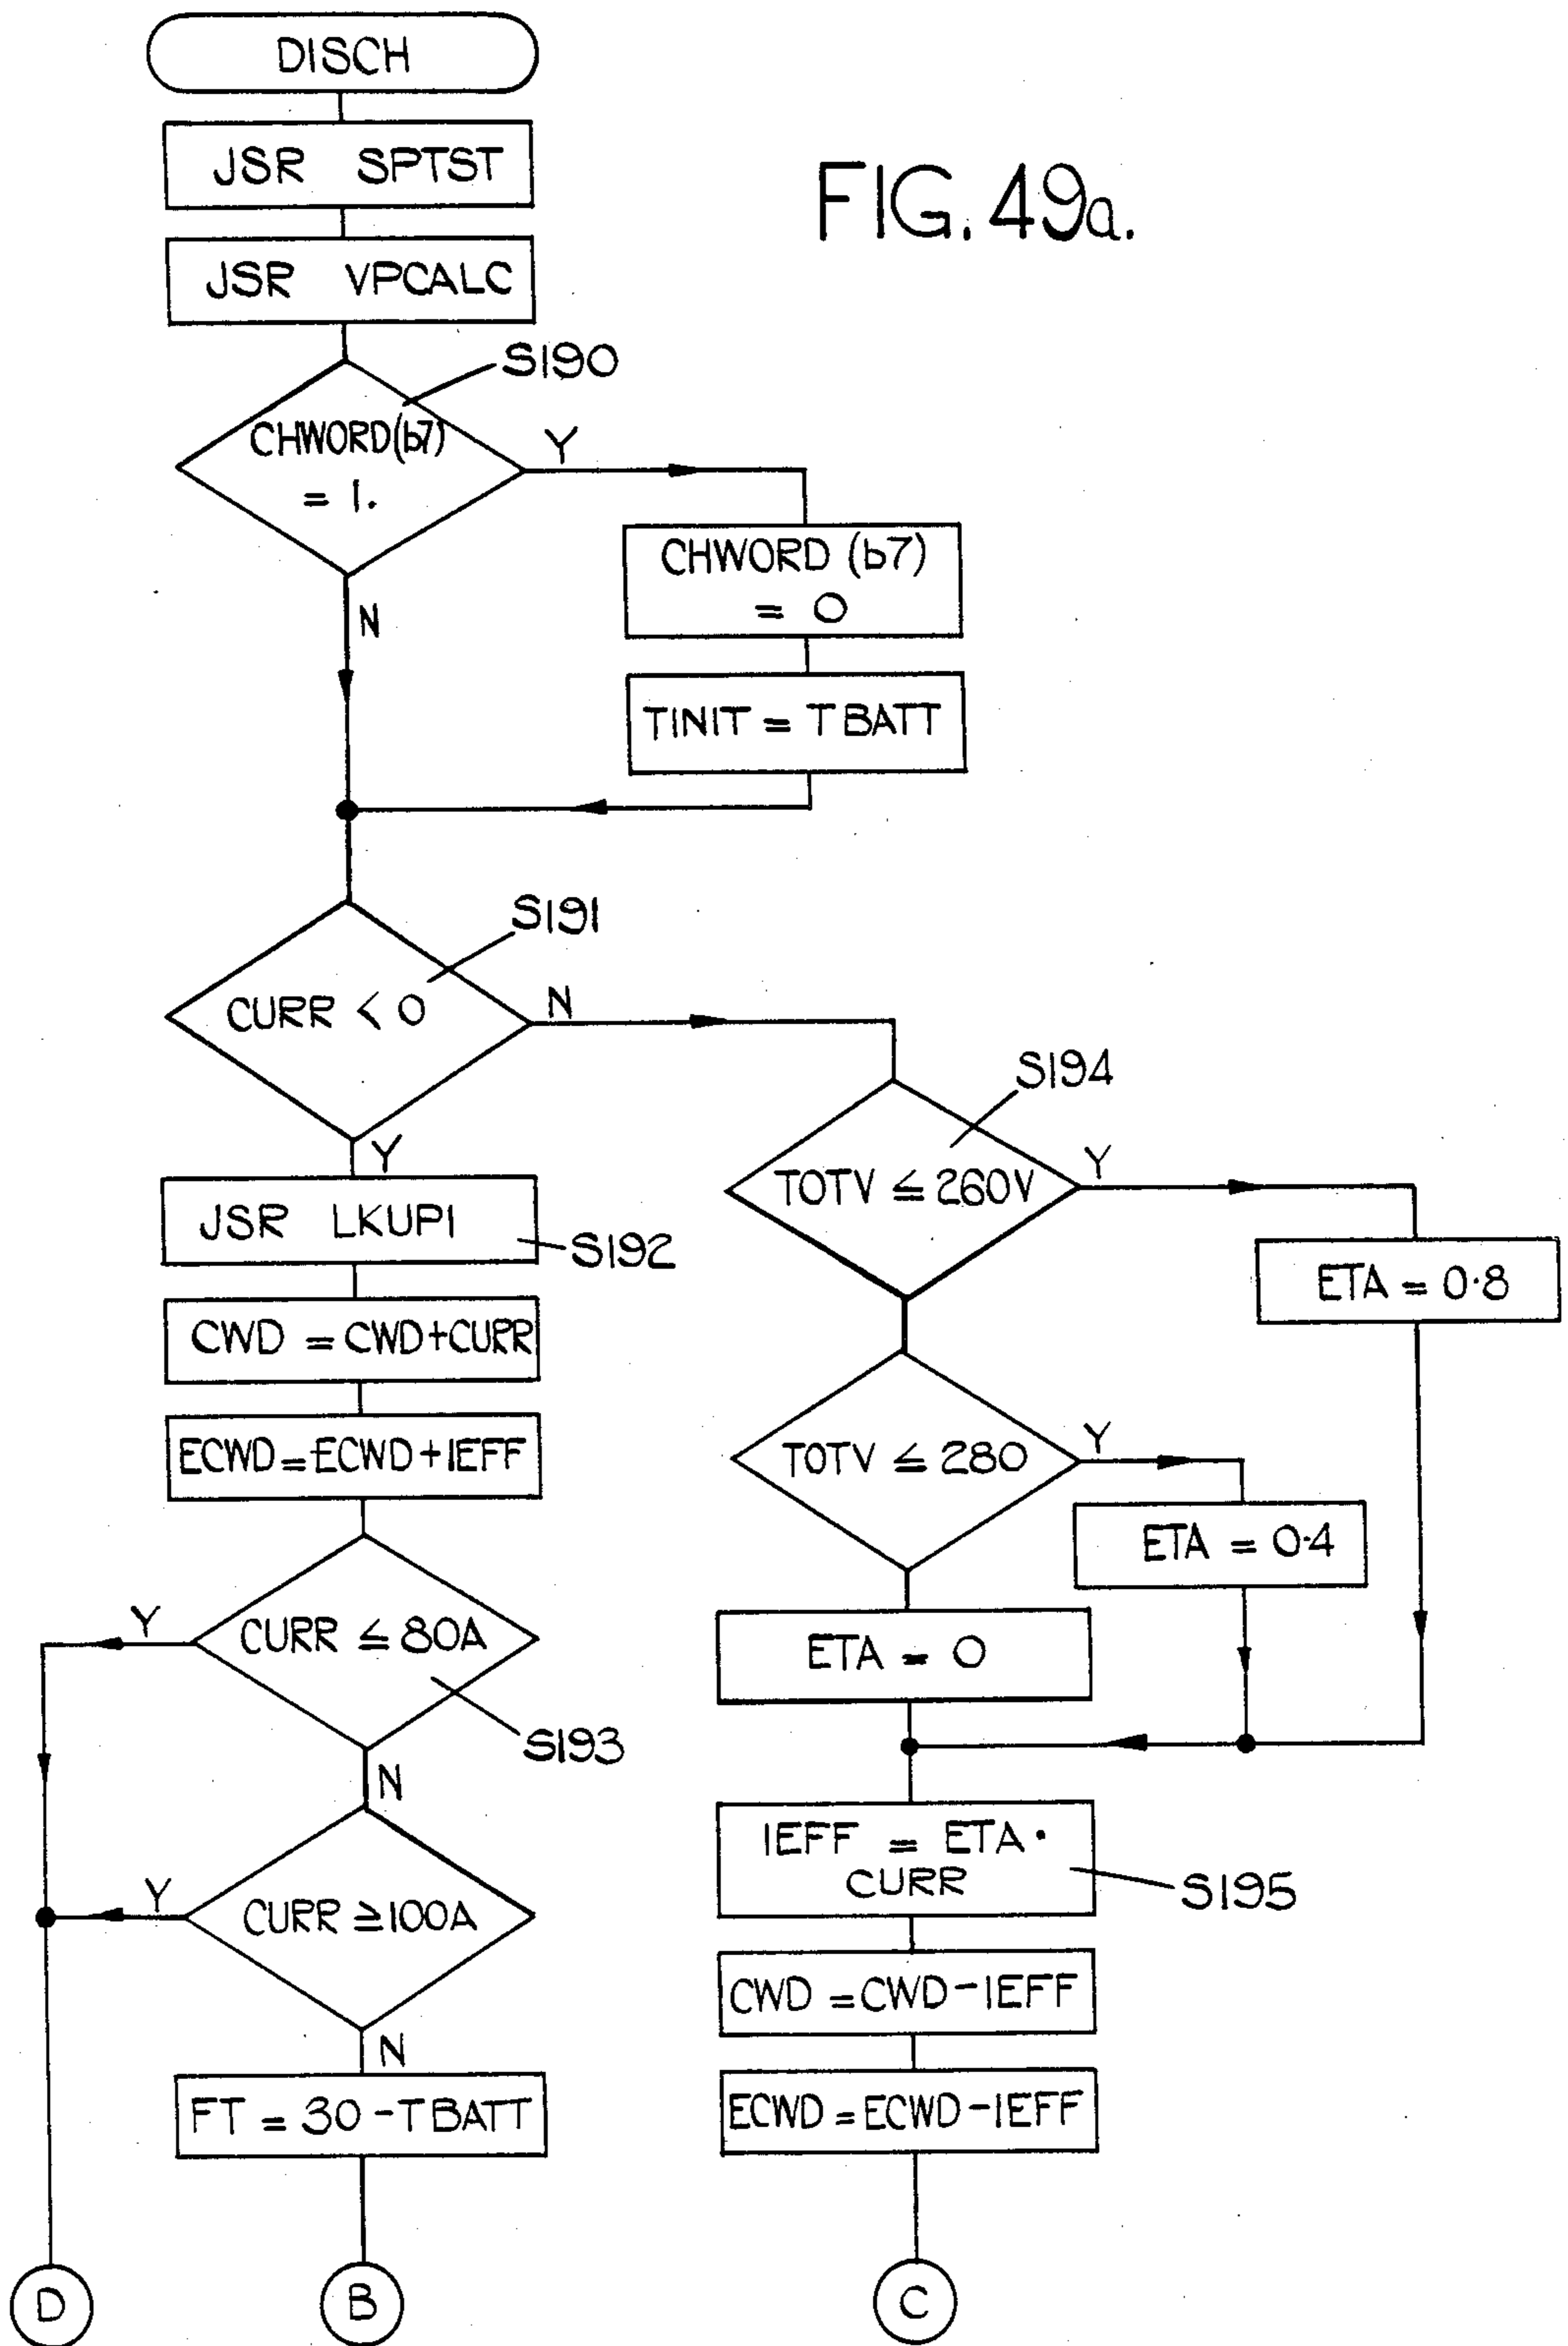 DISCH
JSR SPTST
FIG. 49a.
JSR VPCALC
S190
CHWORD(b7)
= 1.
Y
CHWORD (b7)
= 0
N
TINIT = TBATT
S191
CURR < 0
N
S194
Y
TOTV ≤ 260V
Y
JSR LKUP1
S192
ETA = 0·8
CWD = CWD+CURR
TOTV ≤ 280
Y
ECWD = ECWD+IEFF
ETA = 0·4
Y
CURR ≤ 80A
ETA = 0
S193
N
IEFF = ETA·
CURR
S195
Y
CURR ≥ 100A
CWD = CWD-IEFF
N
FT = 30 - TBATT
ECWD = ECWD-IEFF
D
B
C